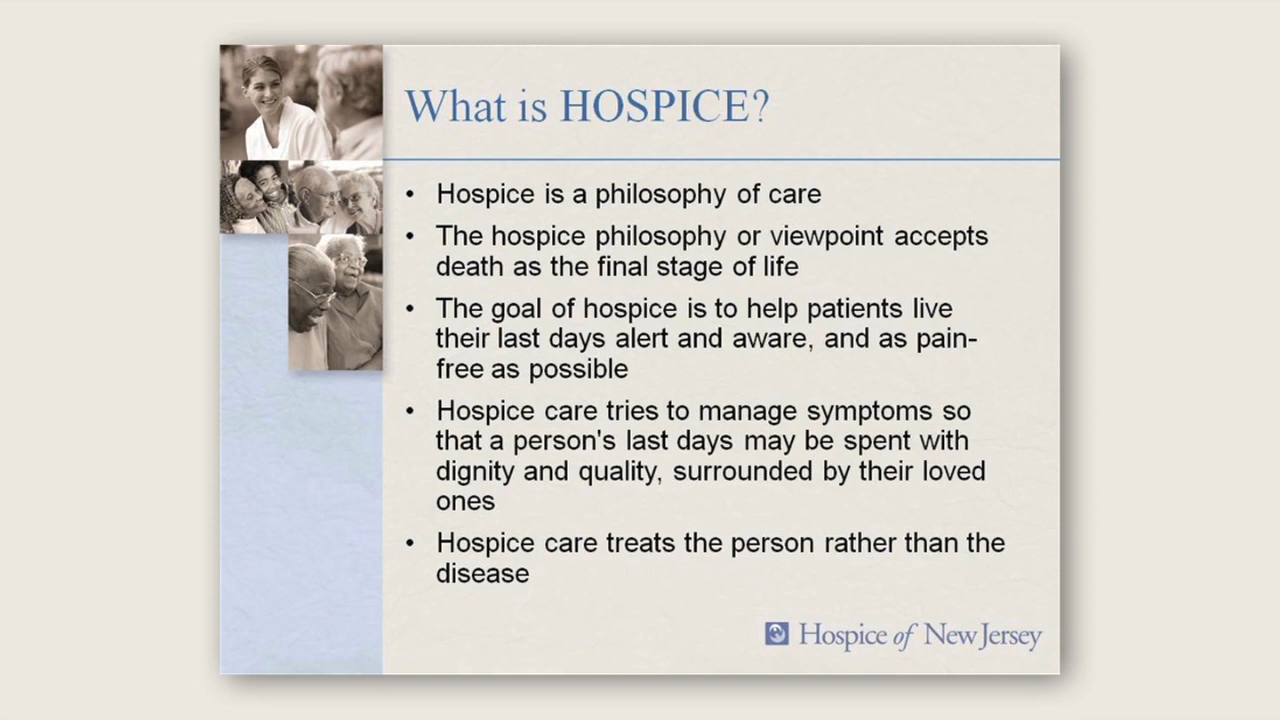 What is HOSPICE?
• Hospice is a philosophy of care
• The hospice philosophy or viewpoint accepts
death as the final stage of life
• The goal of hospice is to help patients live
their last days alert and aware, and as pain-
free as possible
• Hospice care tries to manage symptoms so
that a person's last days may be spent with
dignity and quality, surrounded by their loved
ones
• Hospice care treats the person rather than the
disease
Hospice of New Jersey